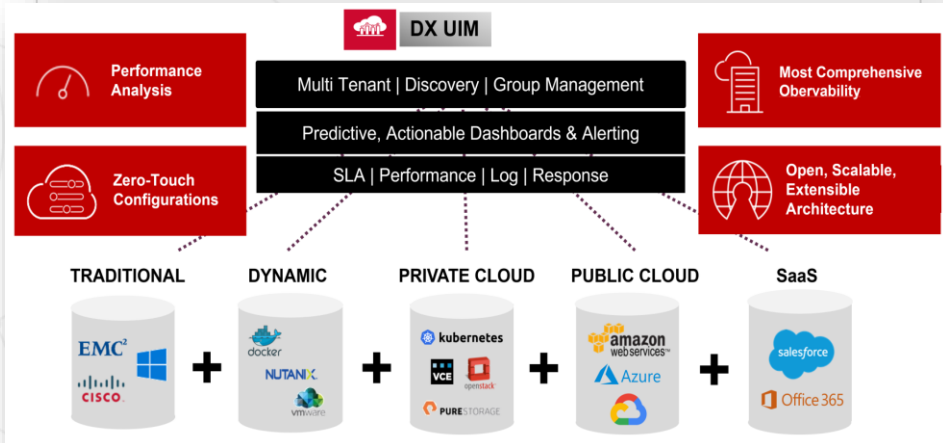 DX UIM
Performance
Analysis
Multi Tenant | Discovery | Group Management
Most Comprehensive
Obervability
Predictive, Actionable Dashboards & Alerting
Zero-Touch
Configurations
SLA | Performance | Log | Response
Open, Scalable,
Extensible
Architecture
TRADITIONAL
DYNAMIC
PRIVATE CLOUD
PUBLIC CLOUD
SaaS
EMC²
CISCO.
+
docker
NUTANIX.
vmware
+
kubernetes
VCE
openstack
PURESTORAGE
+
amazon
webservices™
Azure
+
salesforce
Office 365